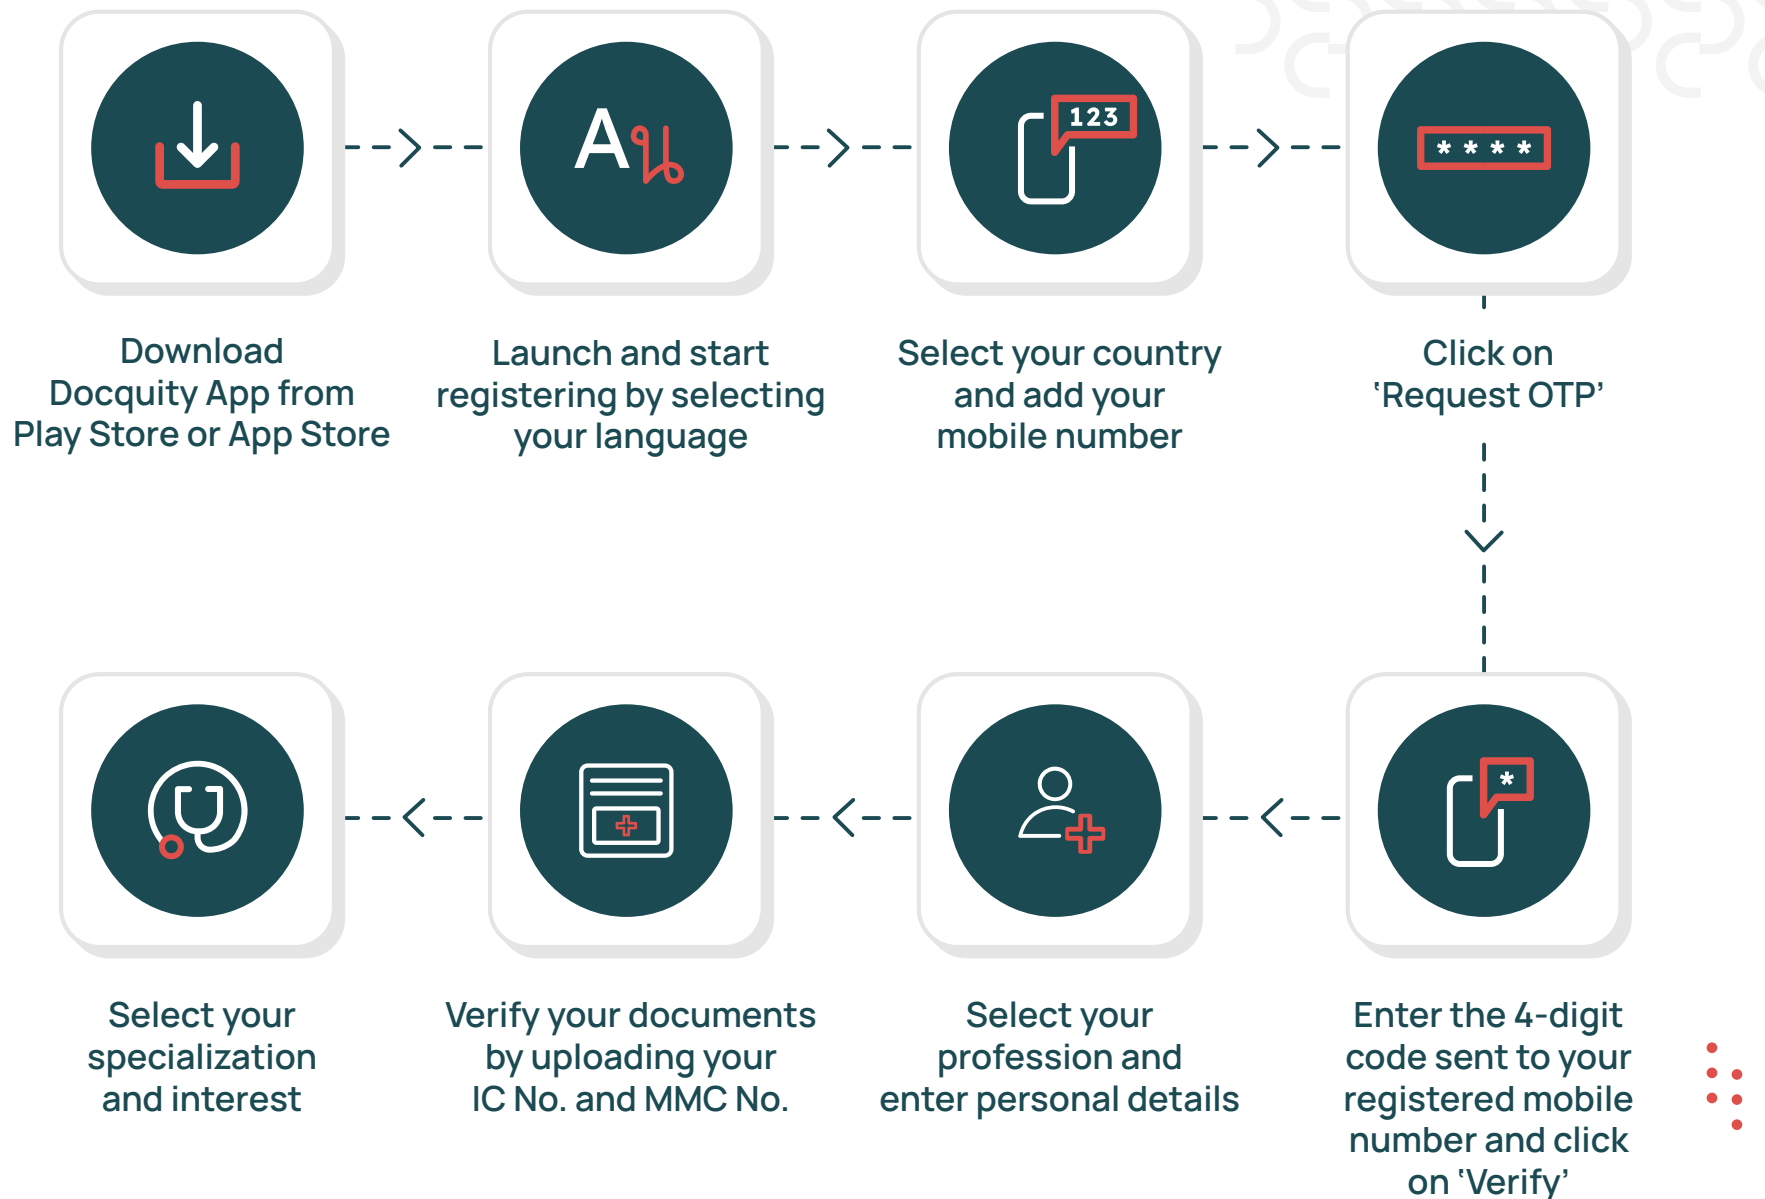 A น
123
* * * *
Download
Docquity App from
Play Store or App Store
Launch and start
registering by selecting
your language
Select your country
and add your
mobile number
Click on
‘Request OTP’
*
Enter the 4-digit
code sent to your
registered mobile
number and click
on ‘Verify’
Select your
profession and
enter personal details
Verify your documents
by uploading your
IC No. and MMC No.
Select your
specialization
and interest